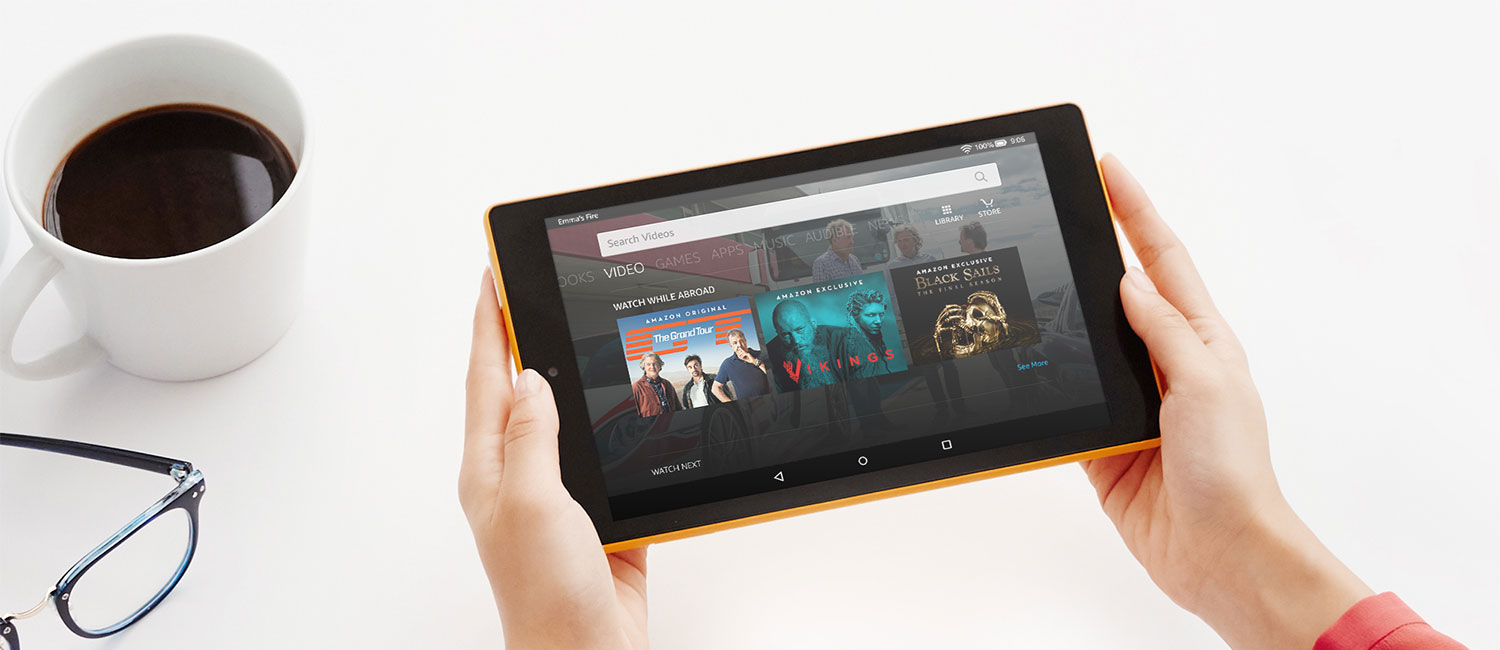 Emma's Fire
100% 9:06
Search Videos
LIBRARY
STORE
OOKS VIDEO GAMES APPS MUSIC AUDIBLE NE
WATCH WHILE ABROAD
AMAZON ORIGINAL
The Grand Tour
AMAZON EXCLUSIVE
VIKINGS
AMAZON EXCLUSIVE
BLACK SAILS
THE FINAL SEASON
See More
WATCH NEXT